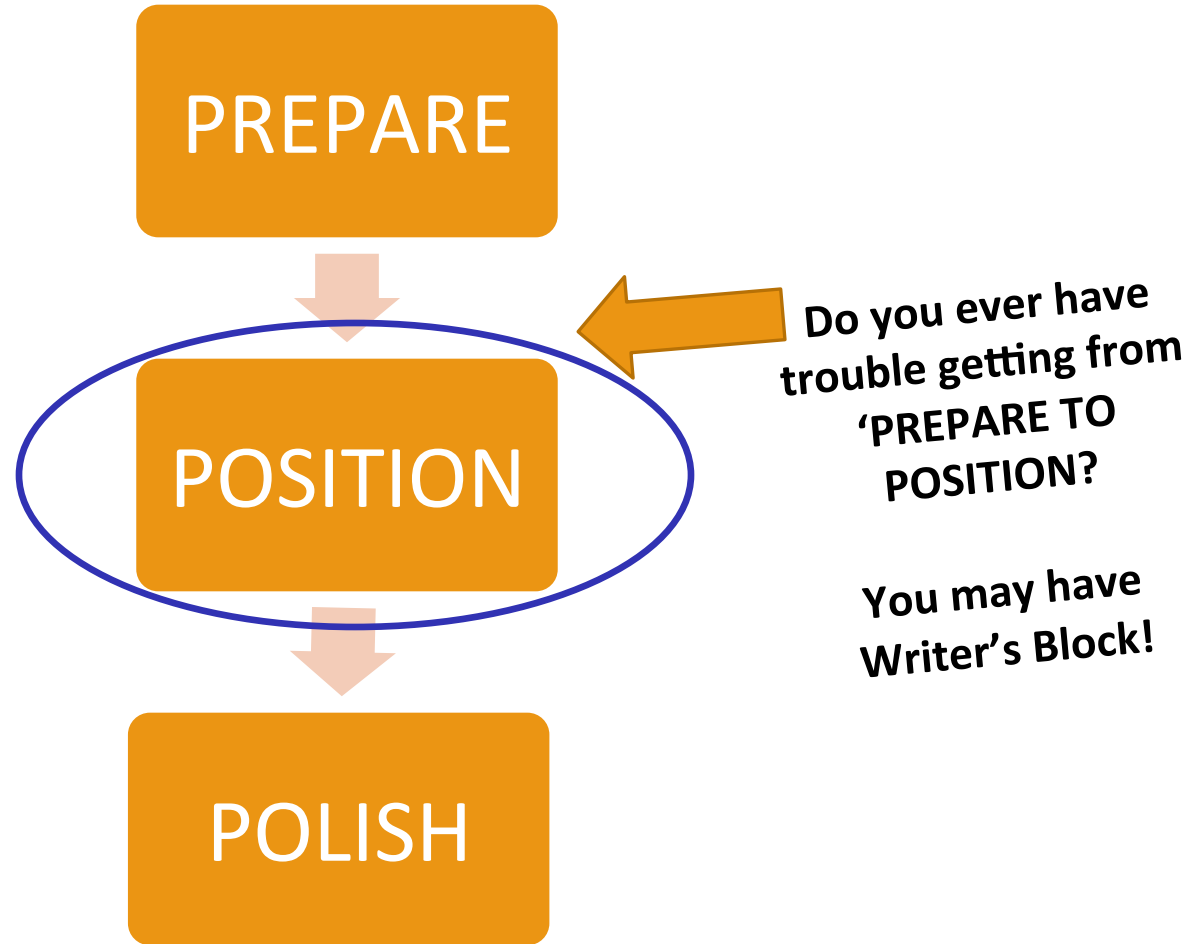 PREPARE
POSITION
POLISH
Do you ever have
trouble getting from
‘PREPARE TO
POSITION?
You may have
Writer’s Block!